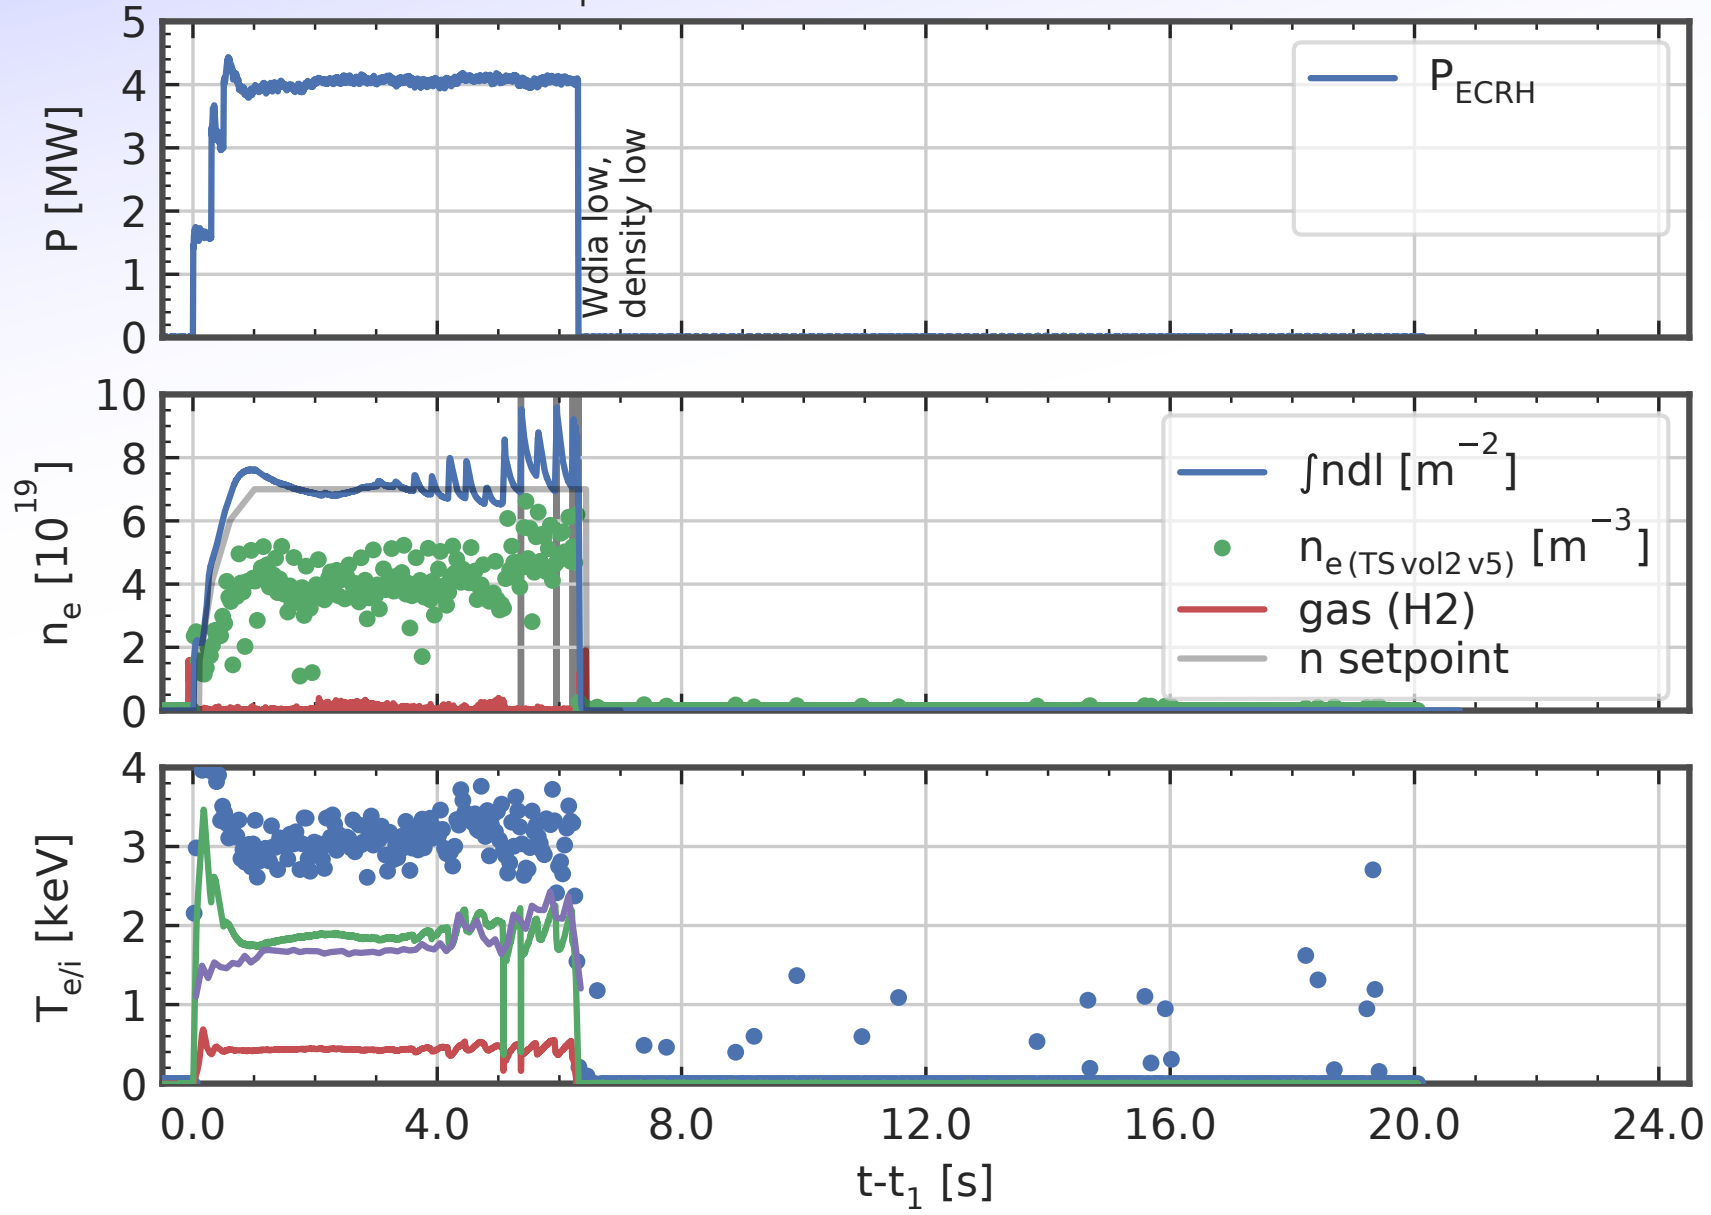 5
4
3
2
1
0
P [MW]
P_ECRH
Wdia low,
density low
10
8
6
4
2
0
n_e [10^19]
∫ndl [m^−2]
n_e (TS vol2 v5) [m^−3]
gas (H2)
n setpoint
4
3
2
1
0
T_e/i [keV]
0.0 4.0 8.0 12.0 16.0 20.0 24.0
t-t_1 [s]